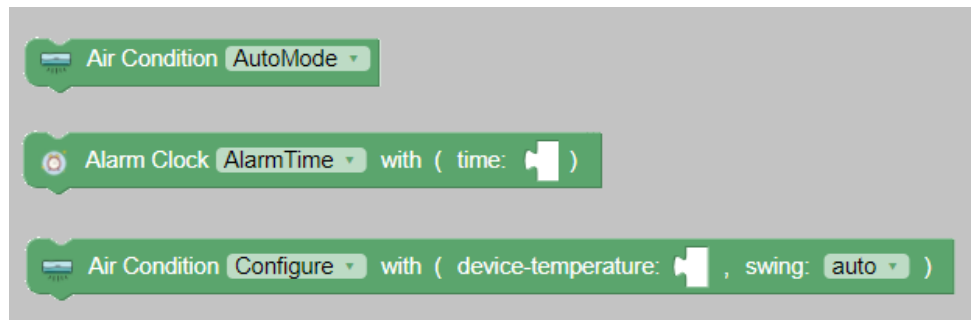 Air Condition AutoMode
Alarm Clock AlarmTime with ( time: )
Air Condition Configure with ( device-temperature: , swing: auto )